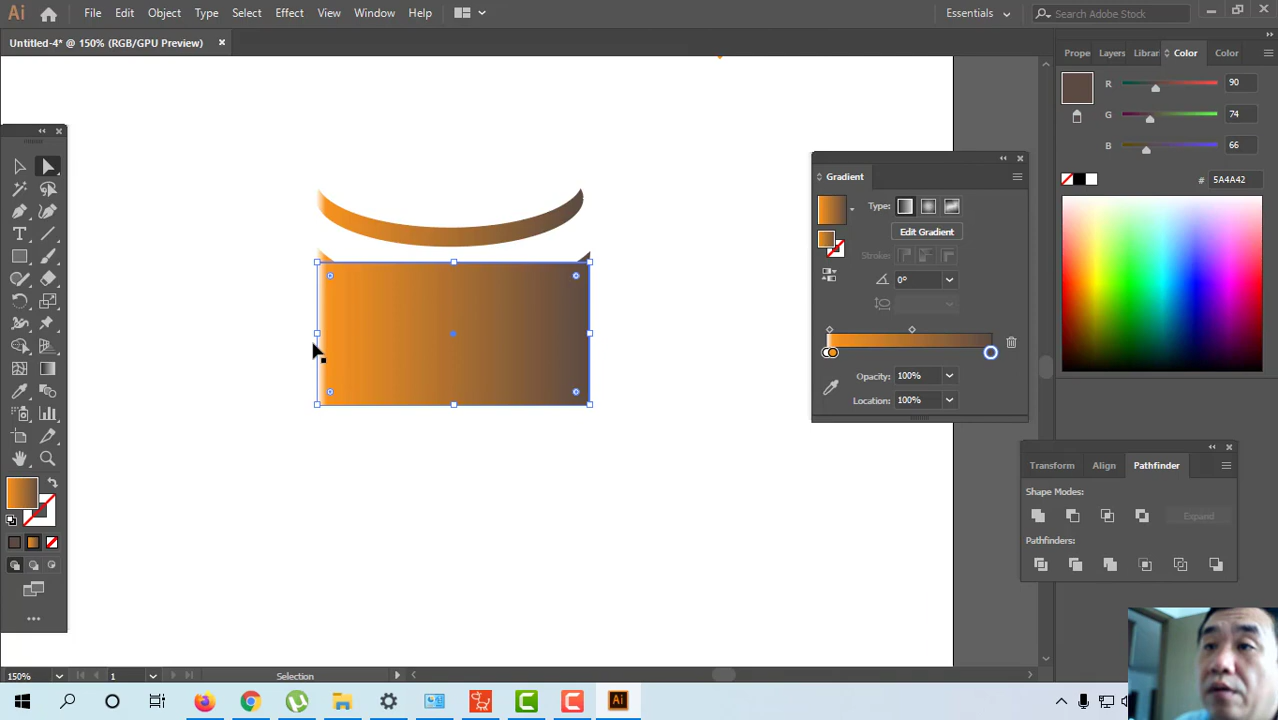 Ai File Edit Object Type Select Effect View Window Help Essentials Search Adobe Stock
Untitled-4* @ 150% (RGB/GPU Preview) ×
Prope Layers Librar Color Color
R 90
G 74
B 66
# 5A4A42
Gradient
Type:
Edit Gradient
Stroke:
0°
Opacity: 100%
Location: 100%
Transform Align Pathfinder
Shape Modes:
Expand
Pathfinders:
150% 1 Selection
Ai